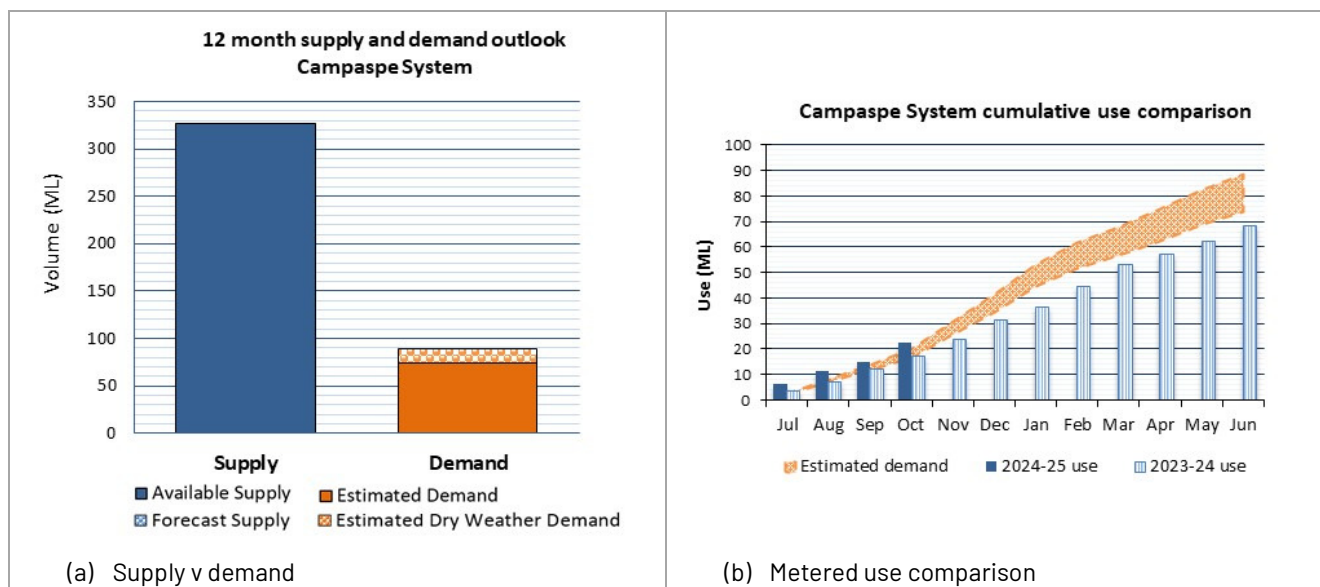 12 month supply and demand outlook
Campaspe System
350
300
250
200
150
100
50
0
Volume (ML)
Supply
Demand
Available Supply
Estimated Demand
Forecast Supply
Estimated Dry Weather Demand
(a) Supply v demand
Campaspe System cumulative use comparison
100
90
80
70
60
50
40
30
20
10
0
Use (ML)
Jul Aug Sep Oct Nov Dec Jan Feb Mar Apr May Jun
Estimated demand
2024-25 use
2023-24 use
(b) Metered use comparison